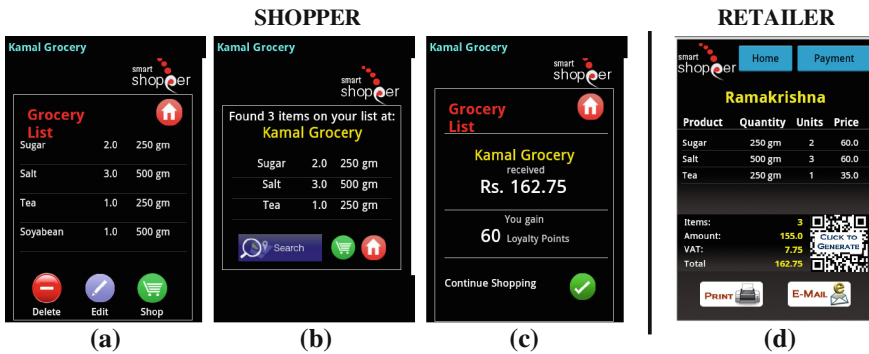 SHOPPER
RETAILER
Kamal Grocery
smart
shopper
Grocery
List
Sugar 2.0 250 gm
Salt 3.0 500 gm
Tea 1.0 250 gm
Soyabean 1.0 500 gm
Delete Edit Shop
(a)
Kamal Grocery
smart
shopper
Found 3 items on your list at:
Kamal Grocery
Sugar 2.0 250 gm
Salt 3.0 500 gm
Tea 1.0 250 gm
Search
(b)
Kamal Grocery
smart
shopper
Grocery
List
Kamal Grocery
received
Rs. 162.75
You gain
60 Loyalty Points
Continue Shopping
(c)
smart
shopper
Home Payment
Ramakrishna
Product Quantity Units Price
Sugar 250 gm 2 60.0
Salt 500 gm 3 60.0
Tea 250 gm 1 35.0
Items: 3
Amount: 155.0
VAT: 7.75
Total 162.75
CLICK TO
GENERATE
PRINT E-MAIL
(d)